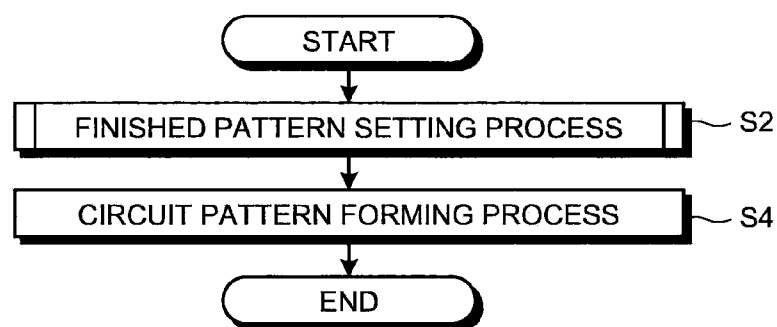 START
FINISHED PATTERN SETTING PROCESS
S2
CIRCUIT PATTERN FORMING PROCESS
S4
END